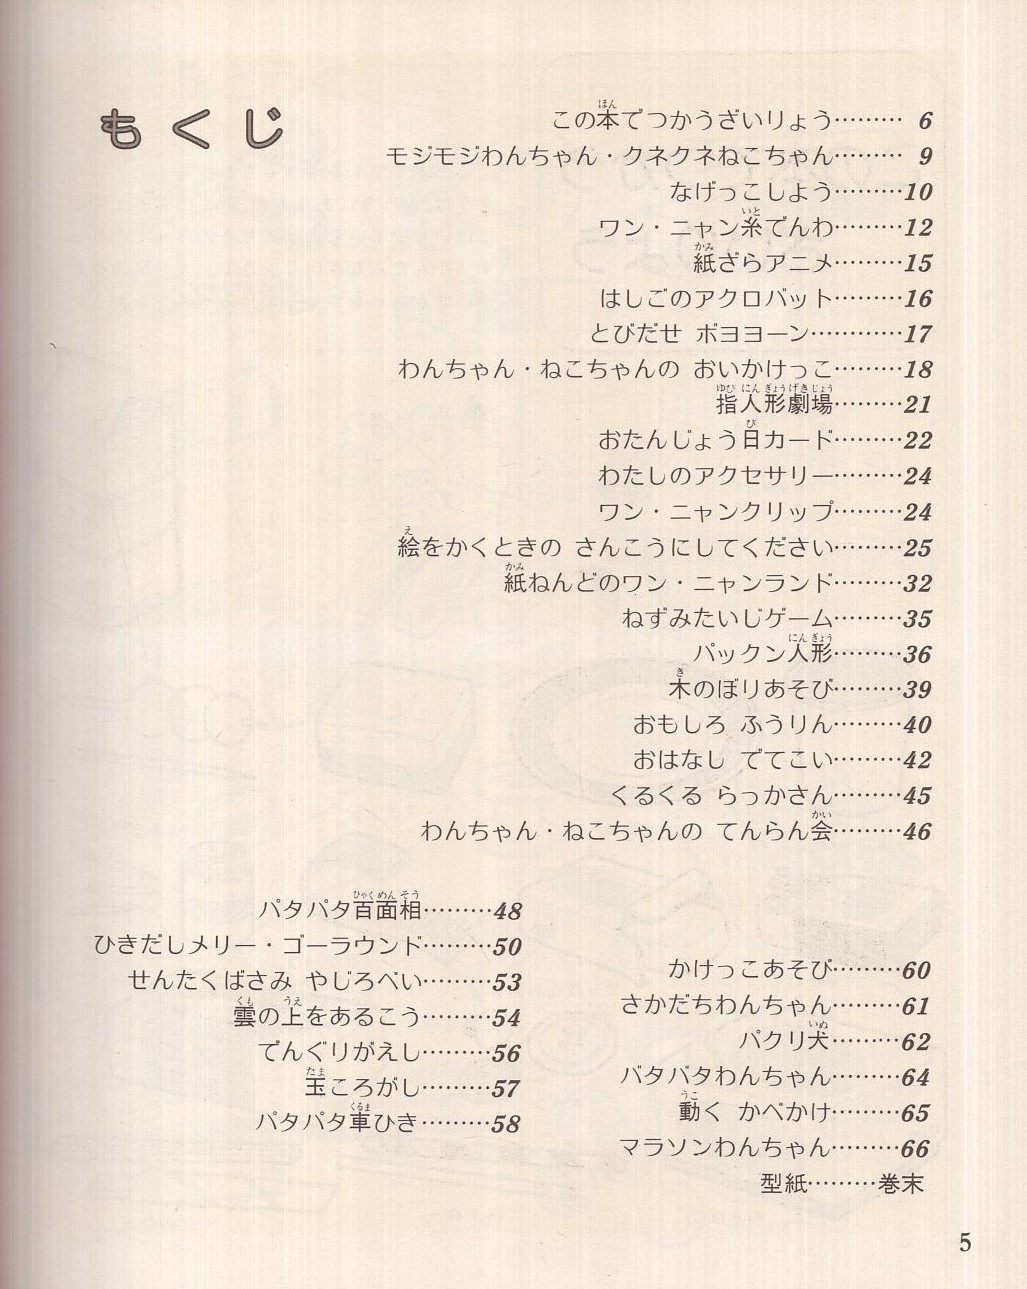 もくじ
この本でつかうざいりょう……… 6
モジモジわんちゃん・クネクネねこちゃん……… 9
なげっこしよう………10
ワン・ニャン糸でんわ………12
紙ざらアニメ………15
はしごのアクロバット………16
とびだせ ボヨヨーン…………17
わんちゃん・ねこちゃんの おいかけっこ………18
指人形劇場………21
おたんじょう日カード………22
わたしのアクセサリー………24
ワン・ニャンクリップ………24
絵をかくときの さんこうにしてください………25
紙ねんどのワン・ニャンランド………32
ねずみたいじゲーム………35
パックン人形………36
木のぼりあそび………39
おもしろ ふうりん………40
おはなし でてこい………42
くるくる らっかさん………45
わんちゃん・ねこちゃんの てんらん会………46
パタパタ百面相………48
ひきだしメリー・ゴーラウンド………50
せんたくばさみ やじろべい………53
雲の上をあるこう………54
でんぐりがえし………56
玉ころがし………57
パタパタ車ひき………58
かけっこあそび………60
さかだちわんちゃん………61
パクリ犬………62
バタバタわんちゃん………64
動く かべかけ………65
マラソンわんちゃん………66
型紙………巻末
5